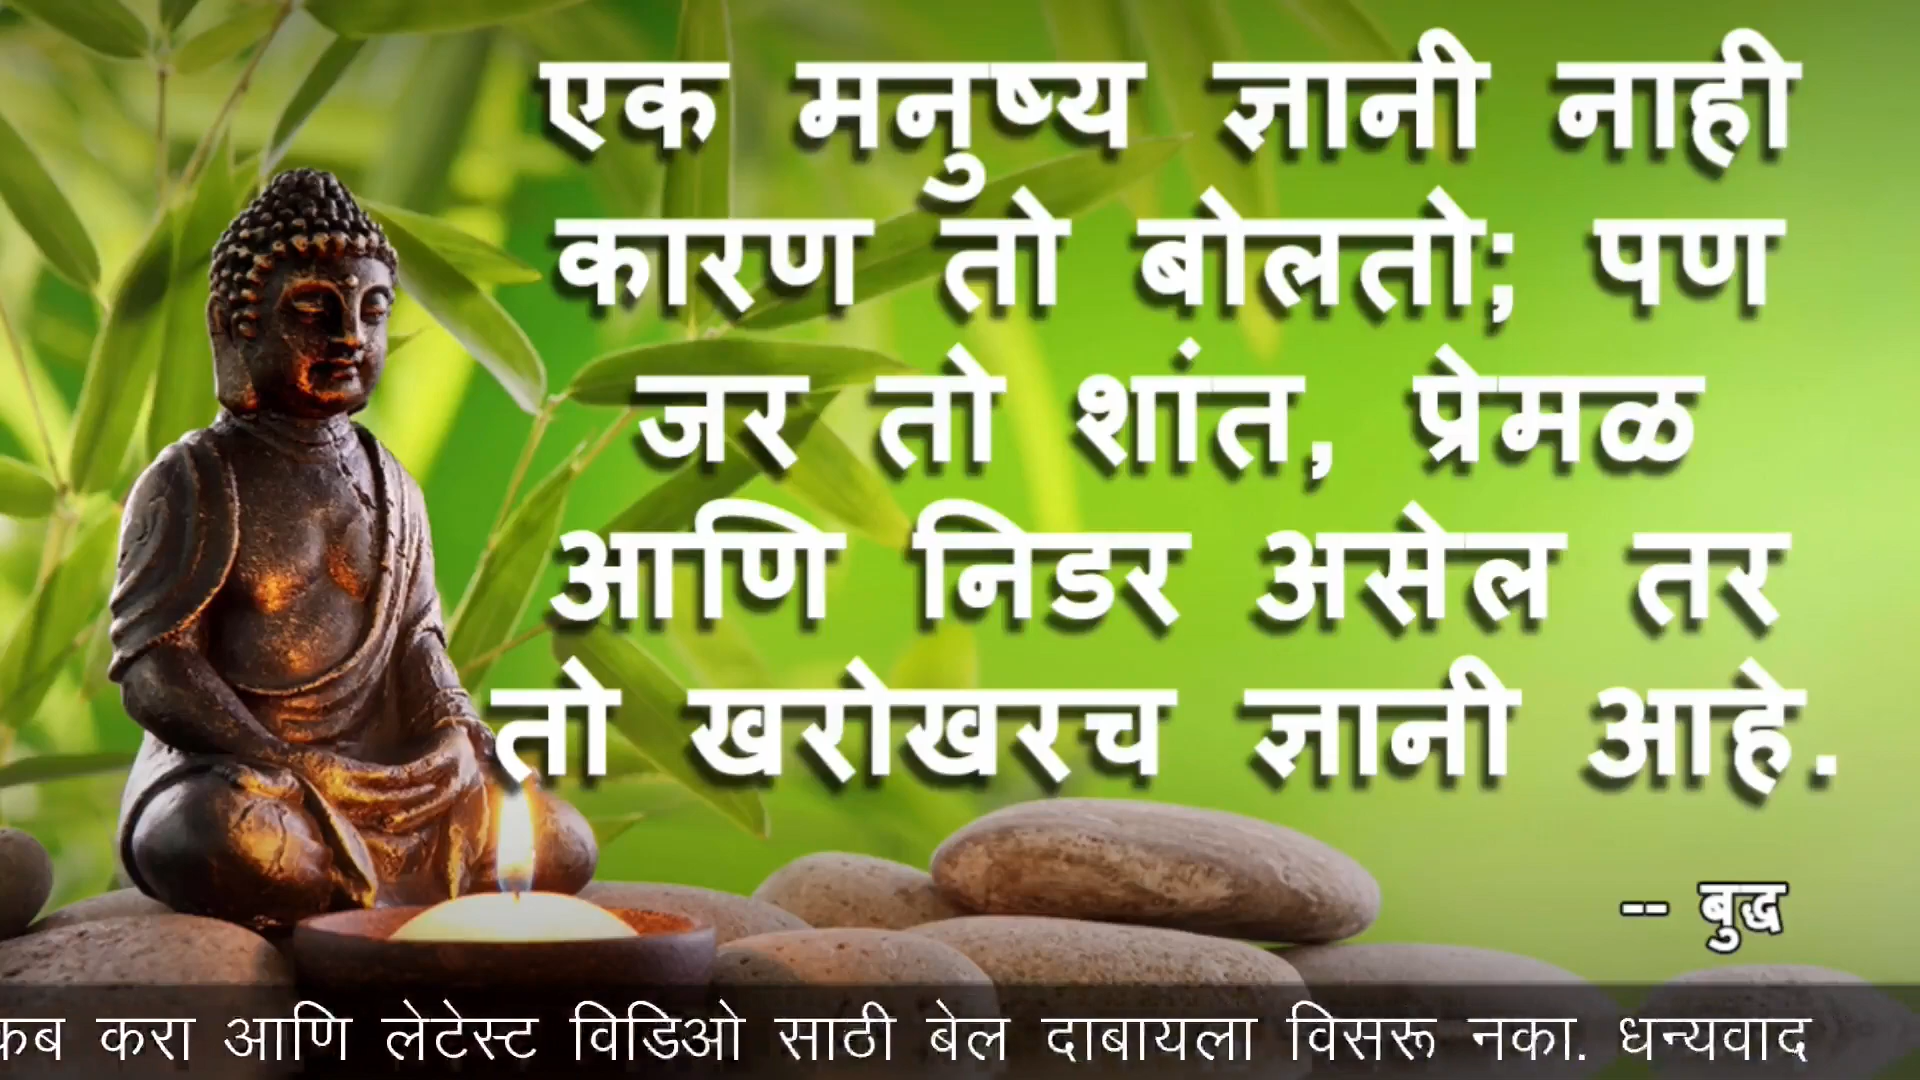 एक मनुष्य ज्ञानी नाही
कारण तो बोलतो; पण
जर तो शांत, प्रेमळ
आणि निडर असेल तर
तो खरोखरच ज्ञानी आहे.
-- बुद्ध
करा आणि लेटेस्ट विडिओ साठी बेल दाबायला विसरू नका. धन्यवाद